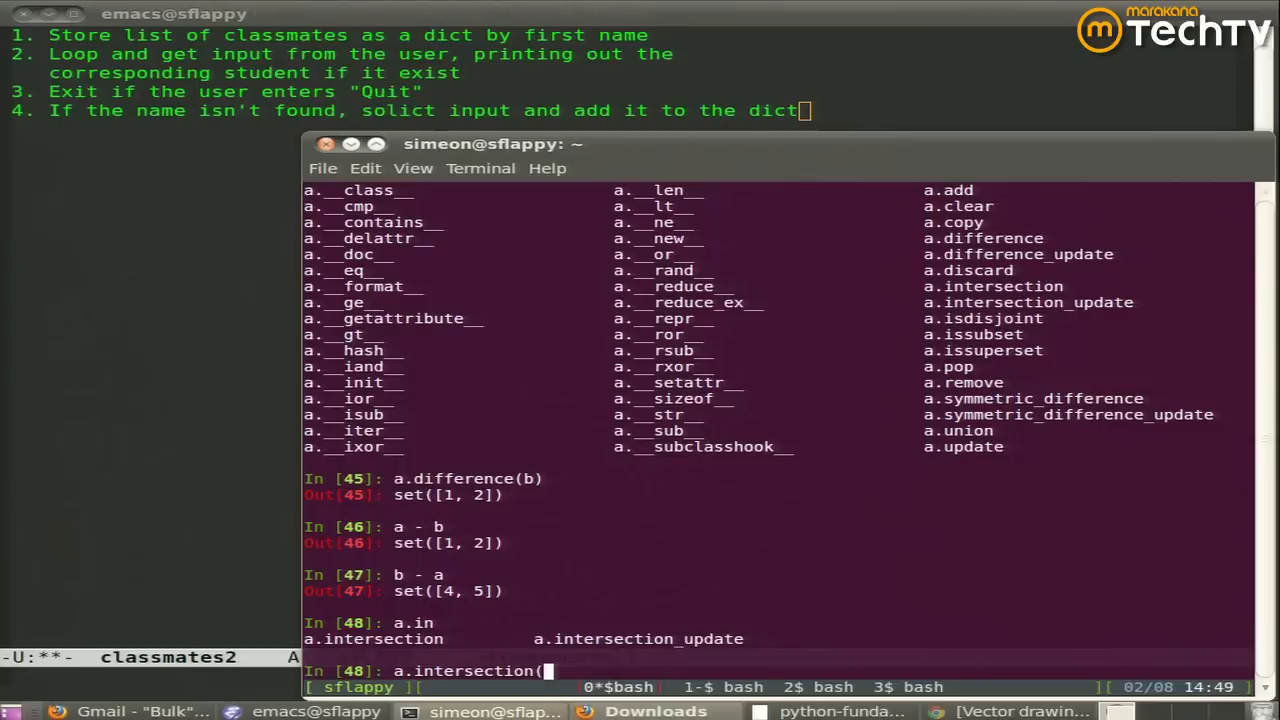 emacs@sflappy
marakana
TechTV
1. Store list of classmates as a dict by first name
2. Loop and get input from the user, printing out the
corresponding student if it exist
3. Exit if the user enters "Quit"
4. If the name isn't found, solict input and add it to the dict
simeon@sflappy: ~
File Edit View Terminal Help
a.__class__ a.__len__ a.add
a.__cmp__ a.__lt__ a.clear
a.__contains__ a.__ne__ a.copy
a.__delattr__ a.__new__ a.difference
a.__doc__ a.__or__ a.difference_update
a.__eq__ a.__rand__ a.discard
a.__format__ a.__reduce__ a.intersection
a.__ge__ a.__reduce_ex__ a.intersection_update
a.__getattribute__ a.__repr__ a.isdisjoint
a.__gt__ a.__ror__ a.issubset
a.__hash__ a.__rsub__ a.issuperset
a.__iand__ a.__rxor__ a.pop
a.__init__ a.__setattr__ a.remove
a.__ior__ a.__sizeof__ a.symmetric_difference
a.__isub__ a.__str__ a.symmetric_difference_update
a.__iter__ a.__sub__ a.union
a.__ixor__ a.__subclasshook__ a.update
In [45]: a.difference(b)
Out[45]: set([1, 2])
In [46]: a - b
Out[46]: set([1, 2])
In [47]: b - a
Out[47]: set([4, 5])
In [48]: a.in
a.intersection a.intersection_update
-U:**- classmates2 A
In [48]: a.intersection(
[ sflappy ][ 0*$bash 1-$ bash 2$ bash 3$ bash ][ 02/08 14:49
Gmail - "Bulk"... emacs@sflappy simeon@sflap... Downloads python-funda... [Vector drawin...